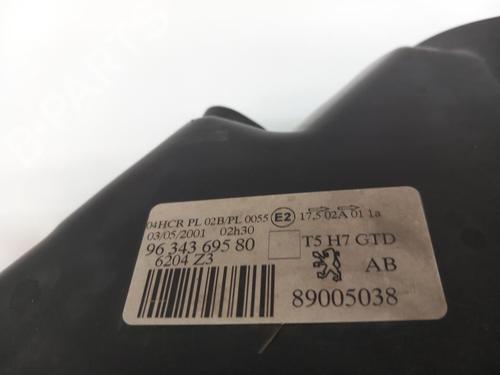 B-PARTS
04HCR PL 02B/PL 0055 E2 17,5 02A 01 1a
03/05/2001 02h30
96 343 695 80 T5 H7 GTD
6204 Z3 AB
89005038